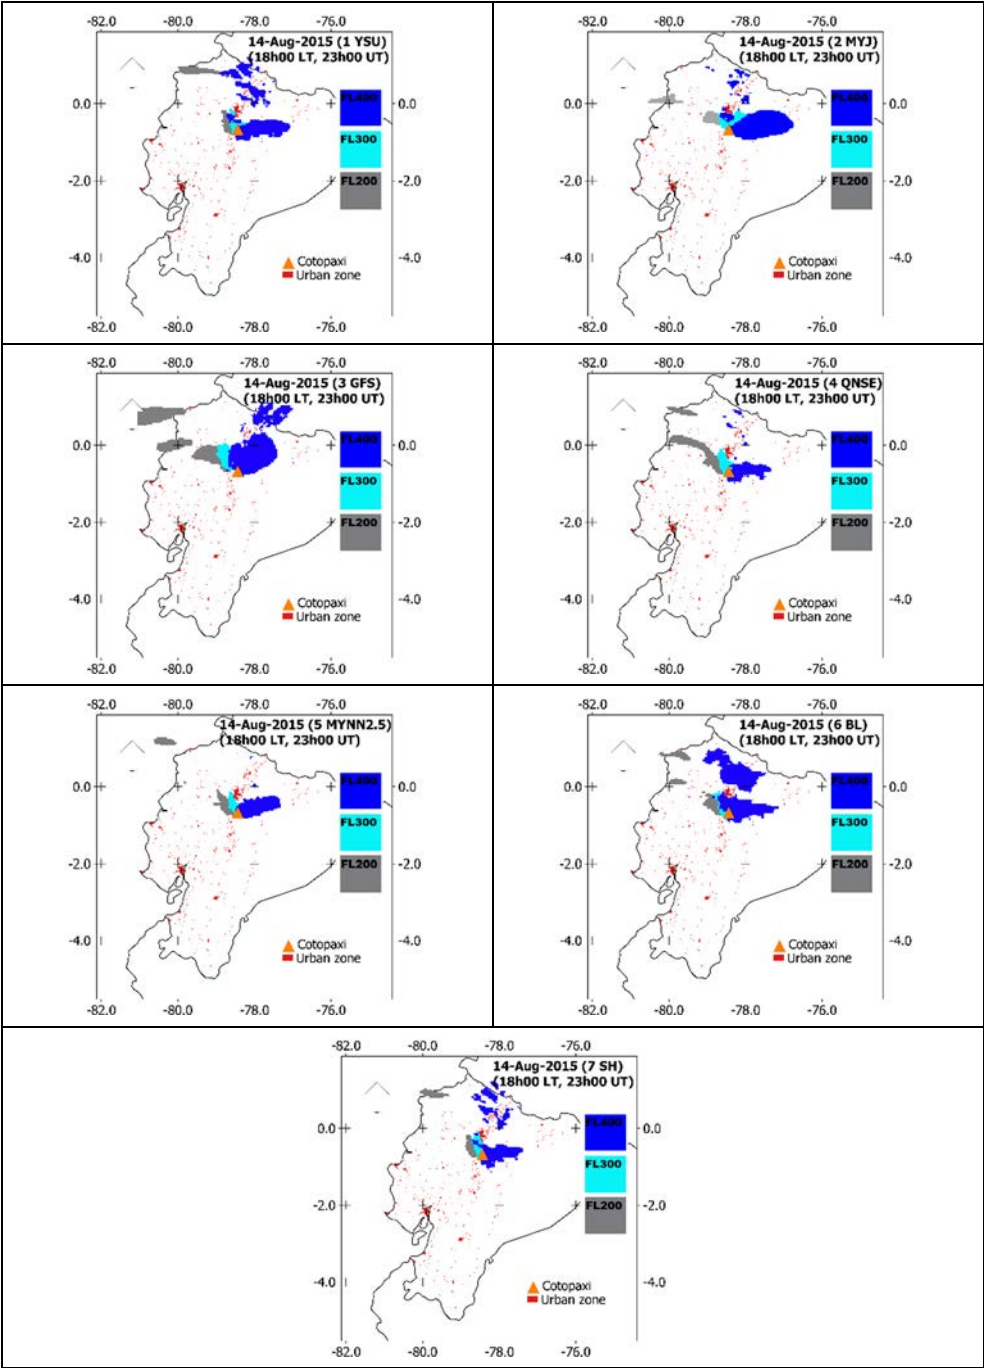 -82.0 -80.0 -78.0 -76.0
14-Aug-2015 (1 YSU)
(18h00 LT, 23h00 UT)
0.0 FL400 0.0
FL300
-2.0 FL200 -2.0
-4.0 Cotopaxi -4.0
Urban zone
-82.0 -80.0 -78.0 -76.0
-82.0 -80.0 -78.0 -76.0
14-Aug-2015 (2 MYJ)
(18h00 LT, 23h00 UT)
0.0 FL400 0.0
FL300
-2.0 FL200 -2.0
-4.0 Cotopaxi -4.0
Urban zone
-82.0 -80.0 -78.0 -76.0
-82.0 -80.0 -78.0 -76.0
14-Aug-2015 (3 GFS)
(18h00 LT, 23h00 UT)
0.0 FL400 0.0
FL300
-2.0 FL200 -2.0
-4.0 Cotopaxi -4.0
Urban zone
-82.0 -80.0 -78.0 -76.0
-82.0 -80.0 -78.0 -76.0
14-Aug-2015 (4 QNSE)
(18h00 LT, 23h00 UT)
0.0 FL400 0.0
FL300
-2.0 FL200 -2.0
-4.0 Cotopaxi -4.0
Urban zone
-82.0 -80.0 -78.0 -76.0
-82.0 -80.0 -78.0 -76.0
14-Aug-2015 (5 MYNN2.5)
(18h00 LT, 23h00 UT)
0.0 FL400 0.0
FL300
-2.0 FL200 -2.0
-4.0 Cotopaxi -4.0
Urban zone
-82.0 -80.0 -78.0 -76.0
-82.0 -80.0 -78.0 -76.0
14-Aug-2015 (6 BL)
(18h00 LT, 23h00 UT)
0.0 FL400 0.0
FL300
-2.0 FL200 -2.0
-4.0 Cotopaxi -4.0
Urban zone
-82.0 -80.0 -78.0 -76.0
-82.0 -80.0 -78.0 -76.0
14-Aug-2015 (7 SH)
(18h00 LT, 23h00 UT)
0.0 FL400 0.0
FL300
-2.0 FL200 -2.0
-4.0 Cotopaxi -4.0
Urban zone
-82.0 -80.0 -78.0 -76.0